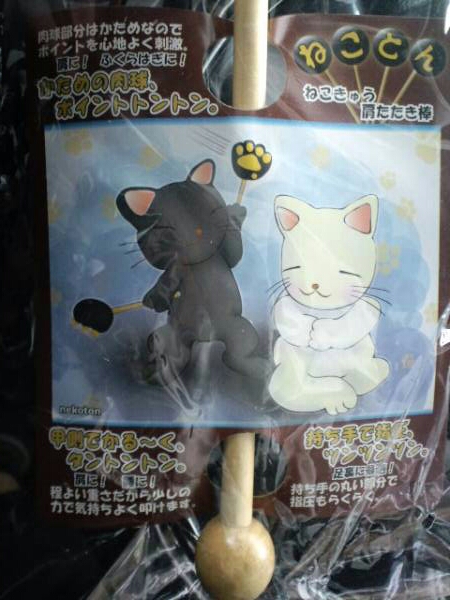 肉球部分はかためなので
ポイントを心地よく刺激。
肩に! ふくらはぎに!
かための肉球、
ポイントトントン。
ねことん
ねこきゅう
肩たたき棒
nekoton
甲側でかる〜く、
タントントン。
肩に! 腰に!
程よい重さだから少しの
力で気持ちよく叩けます。
持ち手で指圧、
ツンツンツン。
足裏に
持ち手の丸い部分で
指圧もらくらく。